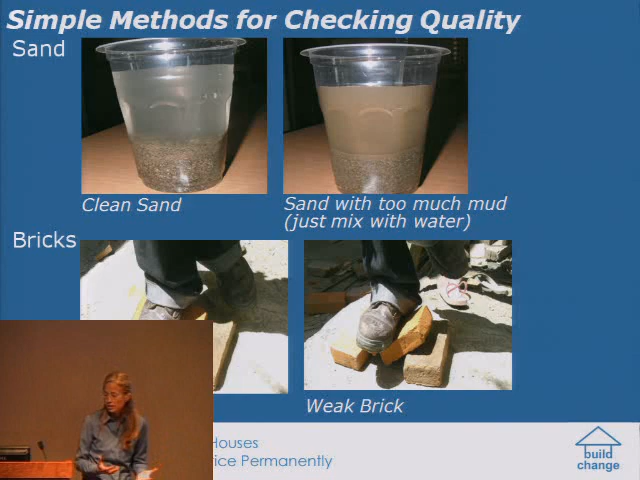 Simple Methods for Checking Quality
Sand
Clean Sand
Sand with too much mud
(just mix with water)
Bricks
Weak Brick
Houses
ice Permanently
build
change